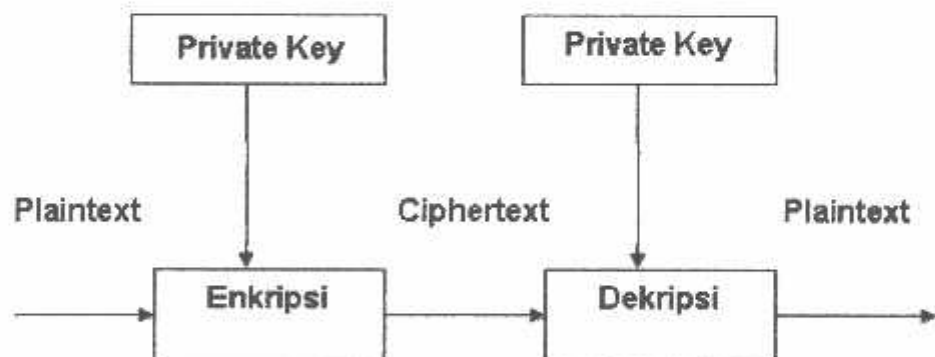 Private Key
Private Key
Plaintext
Ciphertext
Plaintext
Enkripsi
Dekripsi